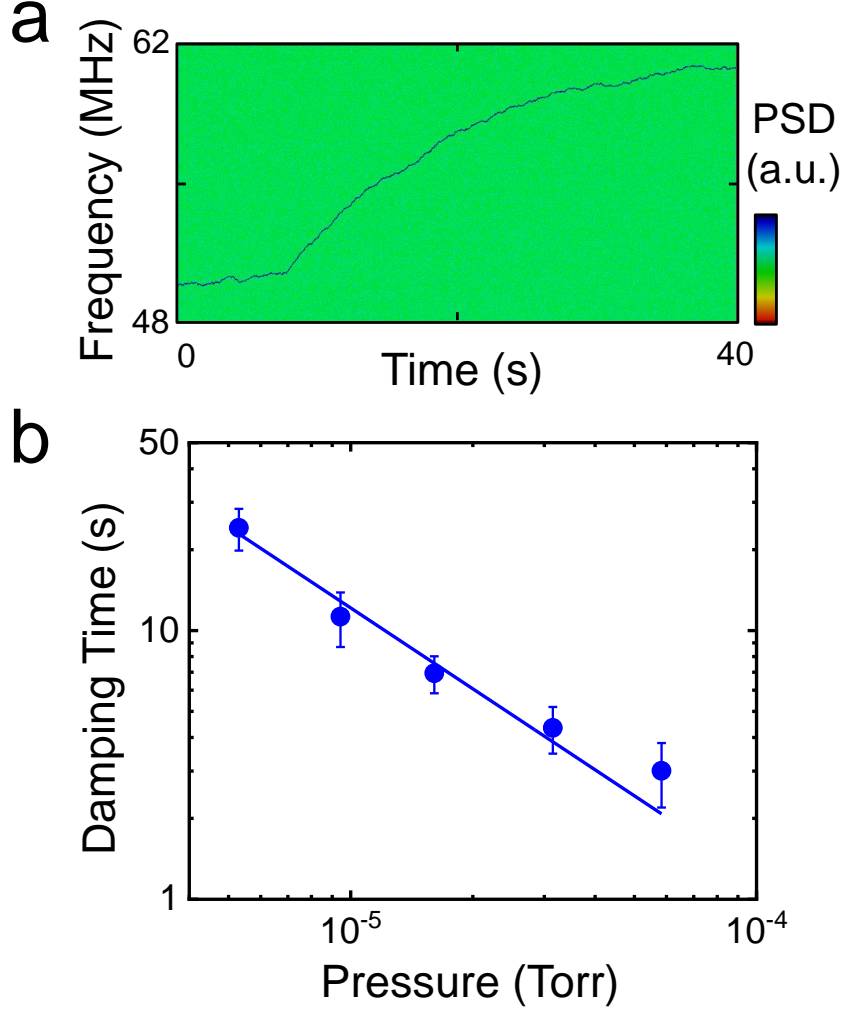 a
62
Frequency (MHz)
48
0
Time (s)
40
PSD
(a.u.)
b
50
10
1
Damping Time (s)
10-5
10-4
Pressure (Torr)